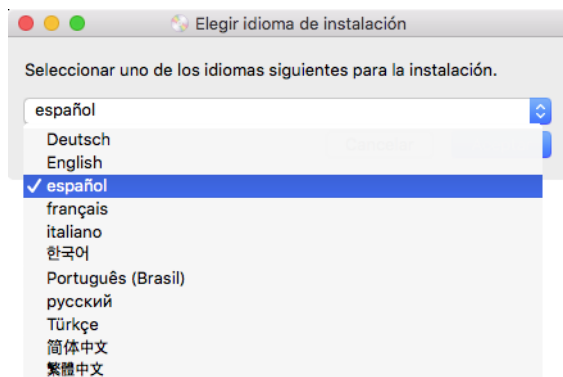 Elegir idioma de instalación
Seleccionar uno de los idiomas siguientes para la instalación.
español
Deutsch
English
✓ español
français
italiano
한국어
Português (Brasil)
русский
Türkçe
简体中文
繁體中文